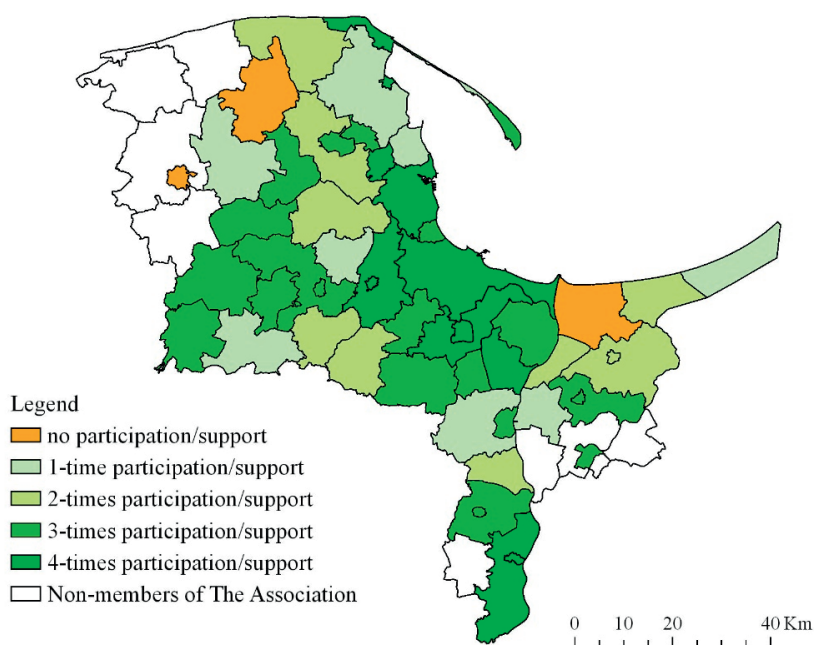 Legend
no participation/support
1-time participation/support
2-times participation/support
3-times participation/support
4-times participation/support
Non-members of The Association
0 10 20 40 Km